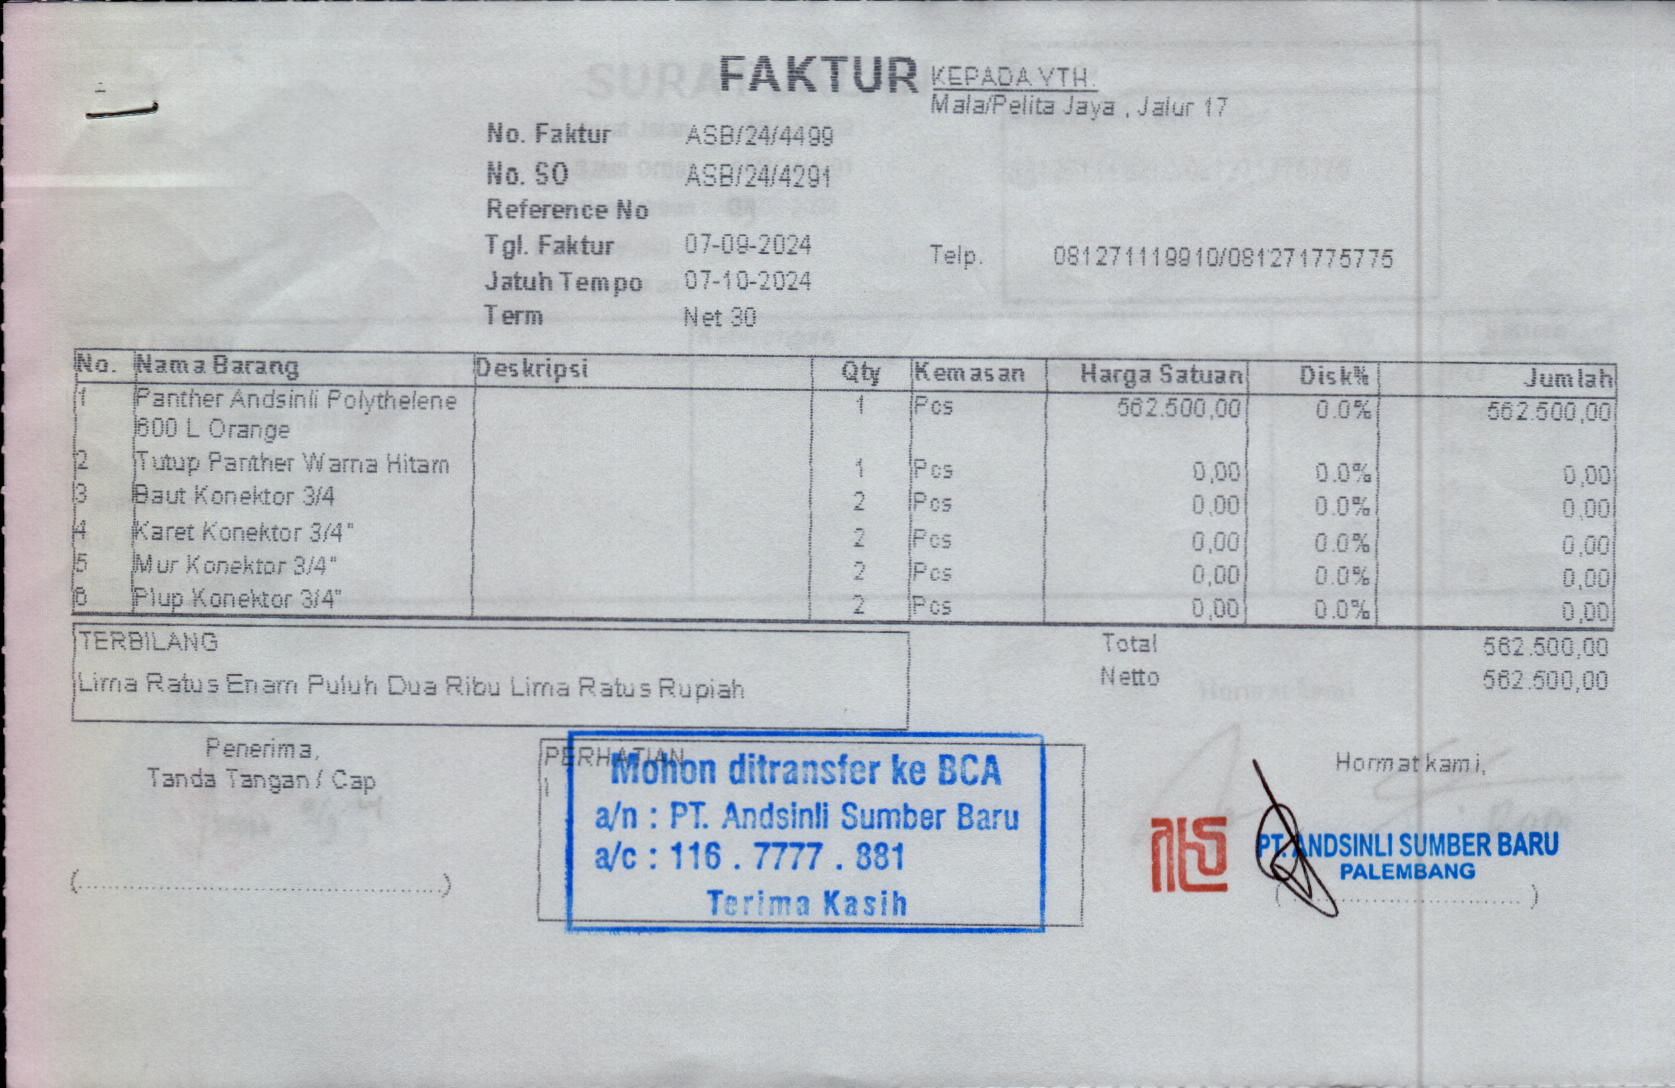 FAKTUR
KEPADA YTH.
Mala/Pelita Jaya , Jalur 17
No. Faktur ASB/24/4499
No. SO ASB/24/4291
Reference No
Tgl. Faktur 07-09-2024
Telp. 081271119910/081271775775
Jatuh Tempo 07-10-2024
Term Net 30
No. Nama Barang Deskripsi Qty Kemasan Harga Satuan Disk% Jumlah
1 Panther Andsinli Polythelene 1 Pcs 562.500,00 0.0% 562.500,00
600 L Orange
2 Tutup Panther Warna Hitam 1 Pcs 0,00 0.0% 0,00
3 Baut Konektor 3/4 2 Pcs 0,00 0.0% 0,00
4 Karet Konektor 3/4" 2 Pcs 0,00 0.0% 0,00
5 Mur Konektor 3/4" 2 Pcs 0,00 0.0% 0,00
6 Plup Konektor 3/4" 2 Pcs 0,00 0.0% 0,00
TERBILANG
Lima Ratus Enam Puluh Dua Ribu Lima Ratus Rupiah
Total 562.500,00
Netto 562.500,00
Penerima,
Tanda Tangan / Cap
(........................................)
PERHATIAN
Mohon ditransfer ke BCA
a/n : PT. Andsinli Sumber Baru
a/c : 116 . 7777 . 881
Terima Kasih
Hormat kami,
PT. ANDSINLI SUMBER BARU
PALEMBANG
(..............................)